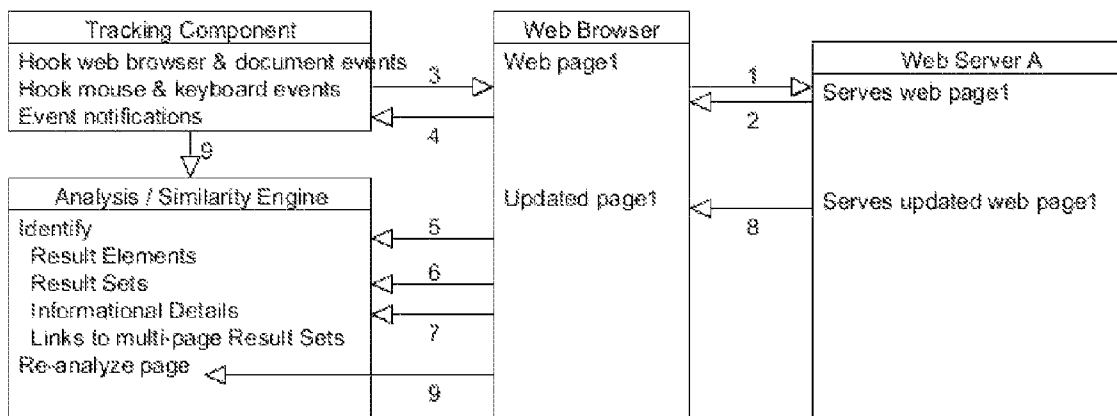 Tracking Component
Hook web browser & document events
Hook mouse & keyboard events
Event notifications
3
4
9
Web Browser
Web page1
Updated page1
1
2
8
Web Server A
Serves web page1
Serves updated web page1
Analysis / Similarity Engine
Identify
Result Elements
Result Sets
Informational Details
Links to multi-page Result Sets
Re-analyze page
5
6
7
9